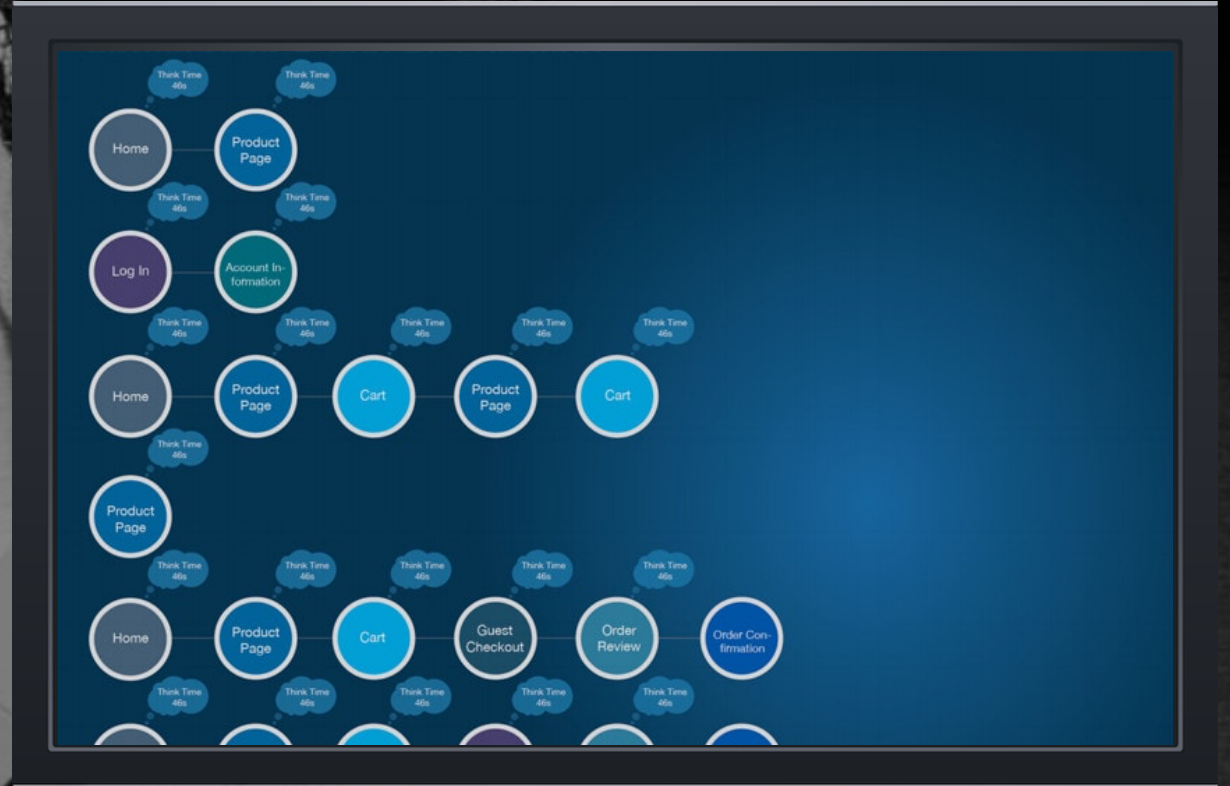 Think Time
46s
Think Time
46s
Home
Product
Page
Think Time
46s
Think Time
46s
Log In
Account In-
formation
Think Time
46s
Think Time
46s
Think Time
46s
Think Time
46s
Think Time
46s
Home
Product
Page
Cart
Product
Page
Cart
Think Time
46s
Product
Page
Think Time
46s
Think Time
46s
Think Time
46s
Think Time
46s
Think Time
46s
Home
Product
Page
Cart
Guest
Checkout
Order
Review
Order Con-
firmation
Think Time
46s
Think Time
46s
Think Time
46s
Think Time
46s
Think Time
46s